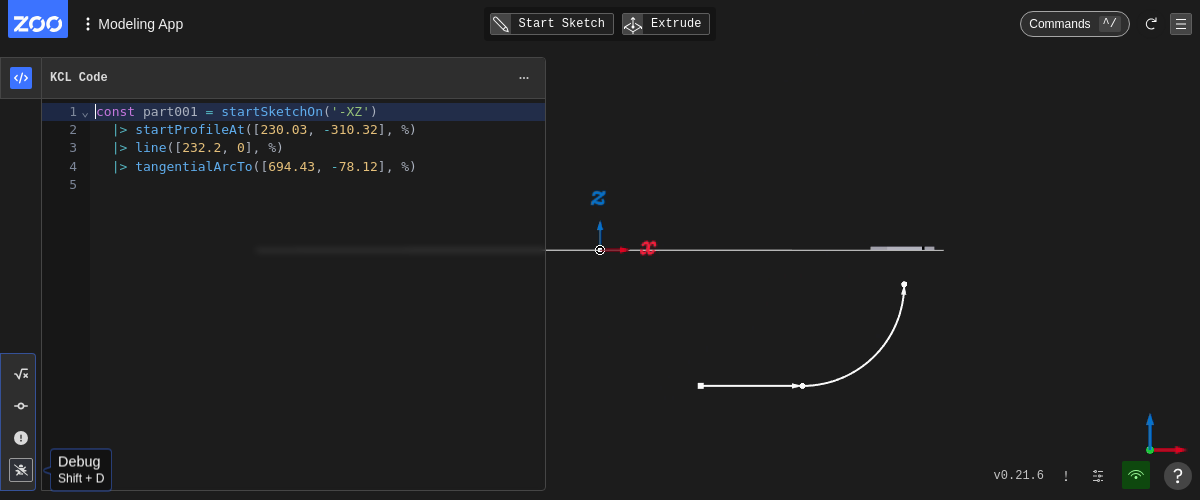 ZOO
Modeling App
Start Sketch
Extrude
Commands ^/
KCL Code
1 const part001 = startSketchOn('-XZ')
2 |> startProfileAt([230.03, -310.32], %)
3 |> line([232.2, 0], %)
4 |> tangentialArcTo([694.43, -78.12], %)
5
z
x
Debug
Shift + D
v0.21.6
!
?